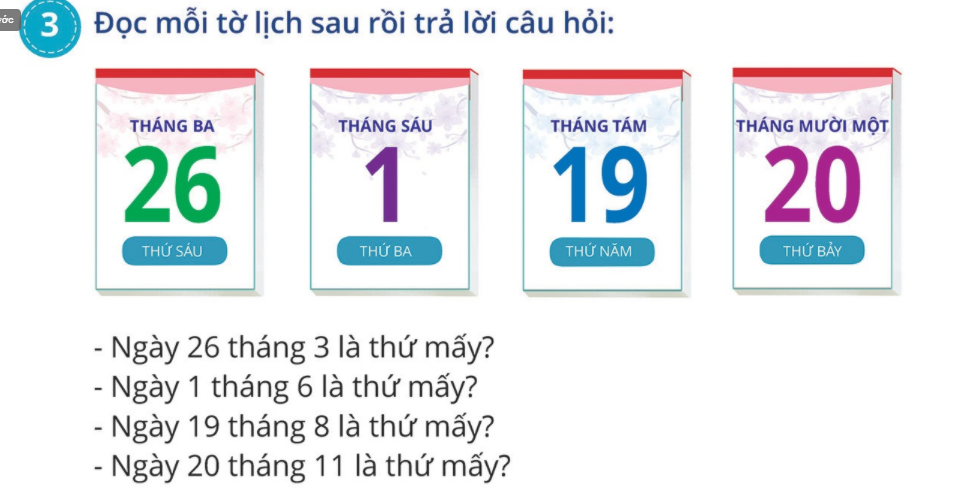 ước
3 Đọc mỗi tờ lịch sau rồi trả lời câu hỏi:
THÁNG BA
26
THỨ SÁU
THÁNG SÁU
1
THỨ BA
THÁNG TÁM
19
THỨ NĂM
THÁNG MƯỜI MỘT
20
THỨ BẢY
- Ngày 26 tháng 3 là thứ mấy?
- Ngày 1 tháng 6 là thứ mấy?
- Ngày 19 tháng 8 là thứ mấy?
- Ngày 20 tháng 11 là thứ mấy?